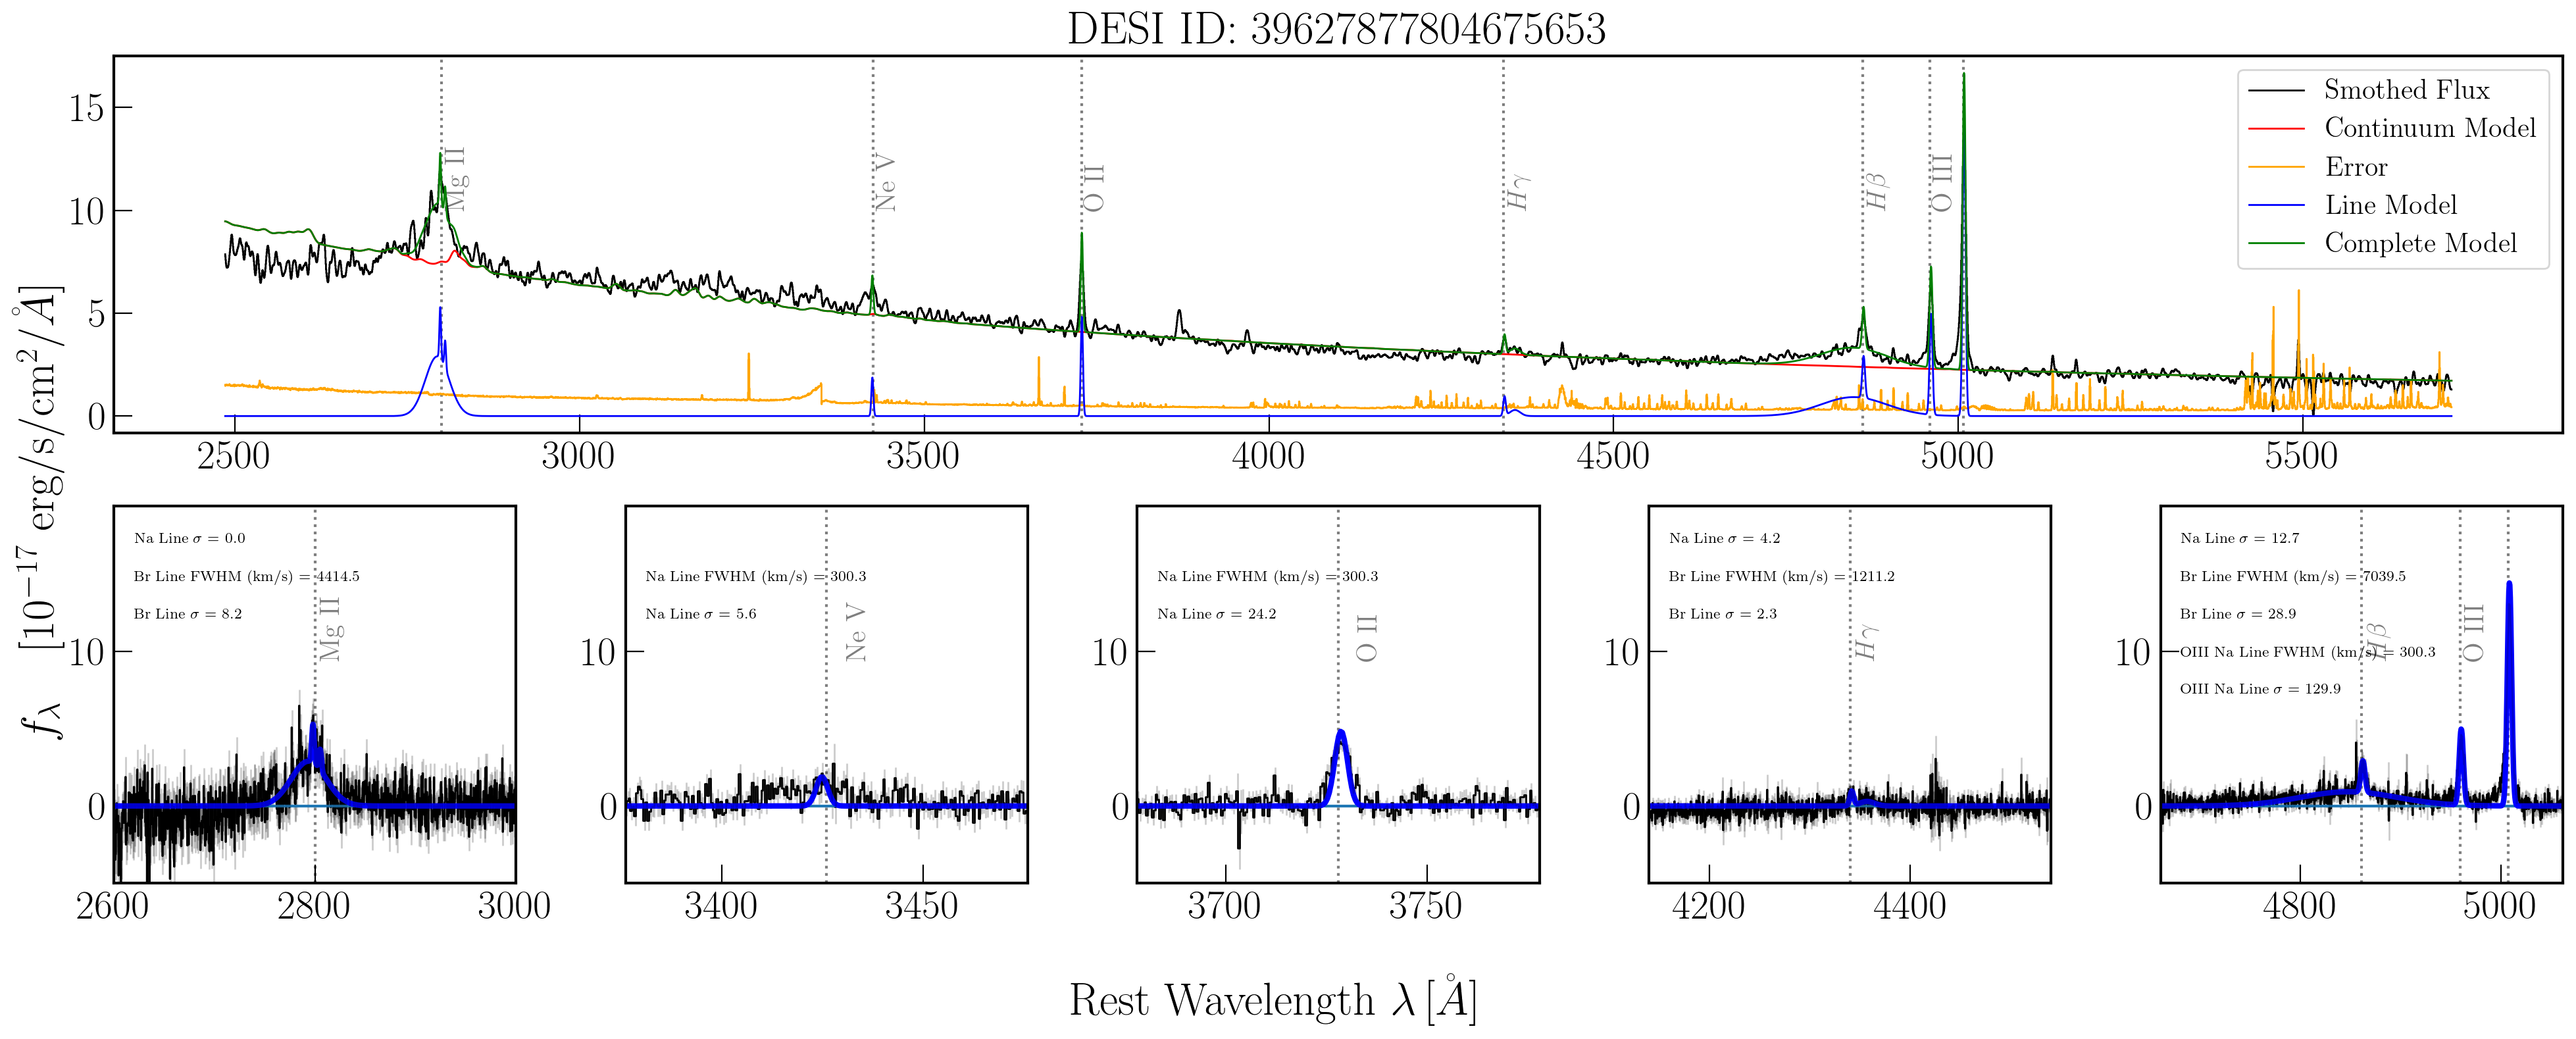 DESI ID: 39627877804675653
Smothed Flux
Continuum Model
Error
Line Model
Complete Model
Mg II
Ne V
O II
Hγ
Hβ
O III
15
10
5
0
2500 3000 3500 4000 4500 5000 5500
f_λ [10^−17 erg/s/cm^2/Å]
Na Line σ = 0.0
Br Line FWHM (km/s) = 4414.5
Br Line σ = 8.2
Mg II
10
0
2600 2800 3000
Na Line FWHM (km/s) = 300.3
Na Line σ = 5.6
Ne V
10
0
3400 3450
Na Line FWHM (km/s) = 300.3
Na Line σ = 24.2
O II
10
0
3700 3750
Na Line σ = 4.2
Br Line FWHM (km/s) = 1211.2
Br Line σ = 2.3
Hγ
10
0
4200 4400
Na Line σ = 12.7
Br Line FWHM (km/s) = 7039.5
Br Line σ = 28.9
OIII Na Line FWHM (km/s) = 300.3
OIII Na Line σ = 129.9
Hβ
O III
10
0
4800 5000
Rest Wavelength λ [Å]